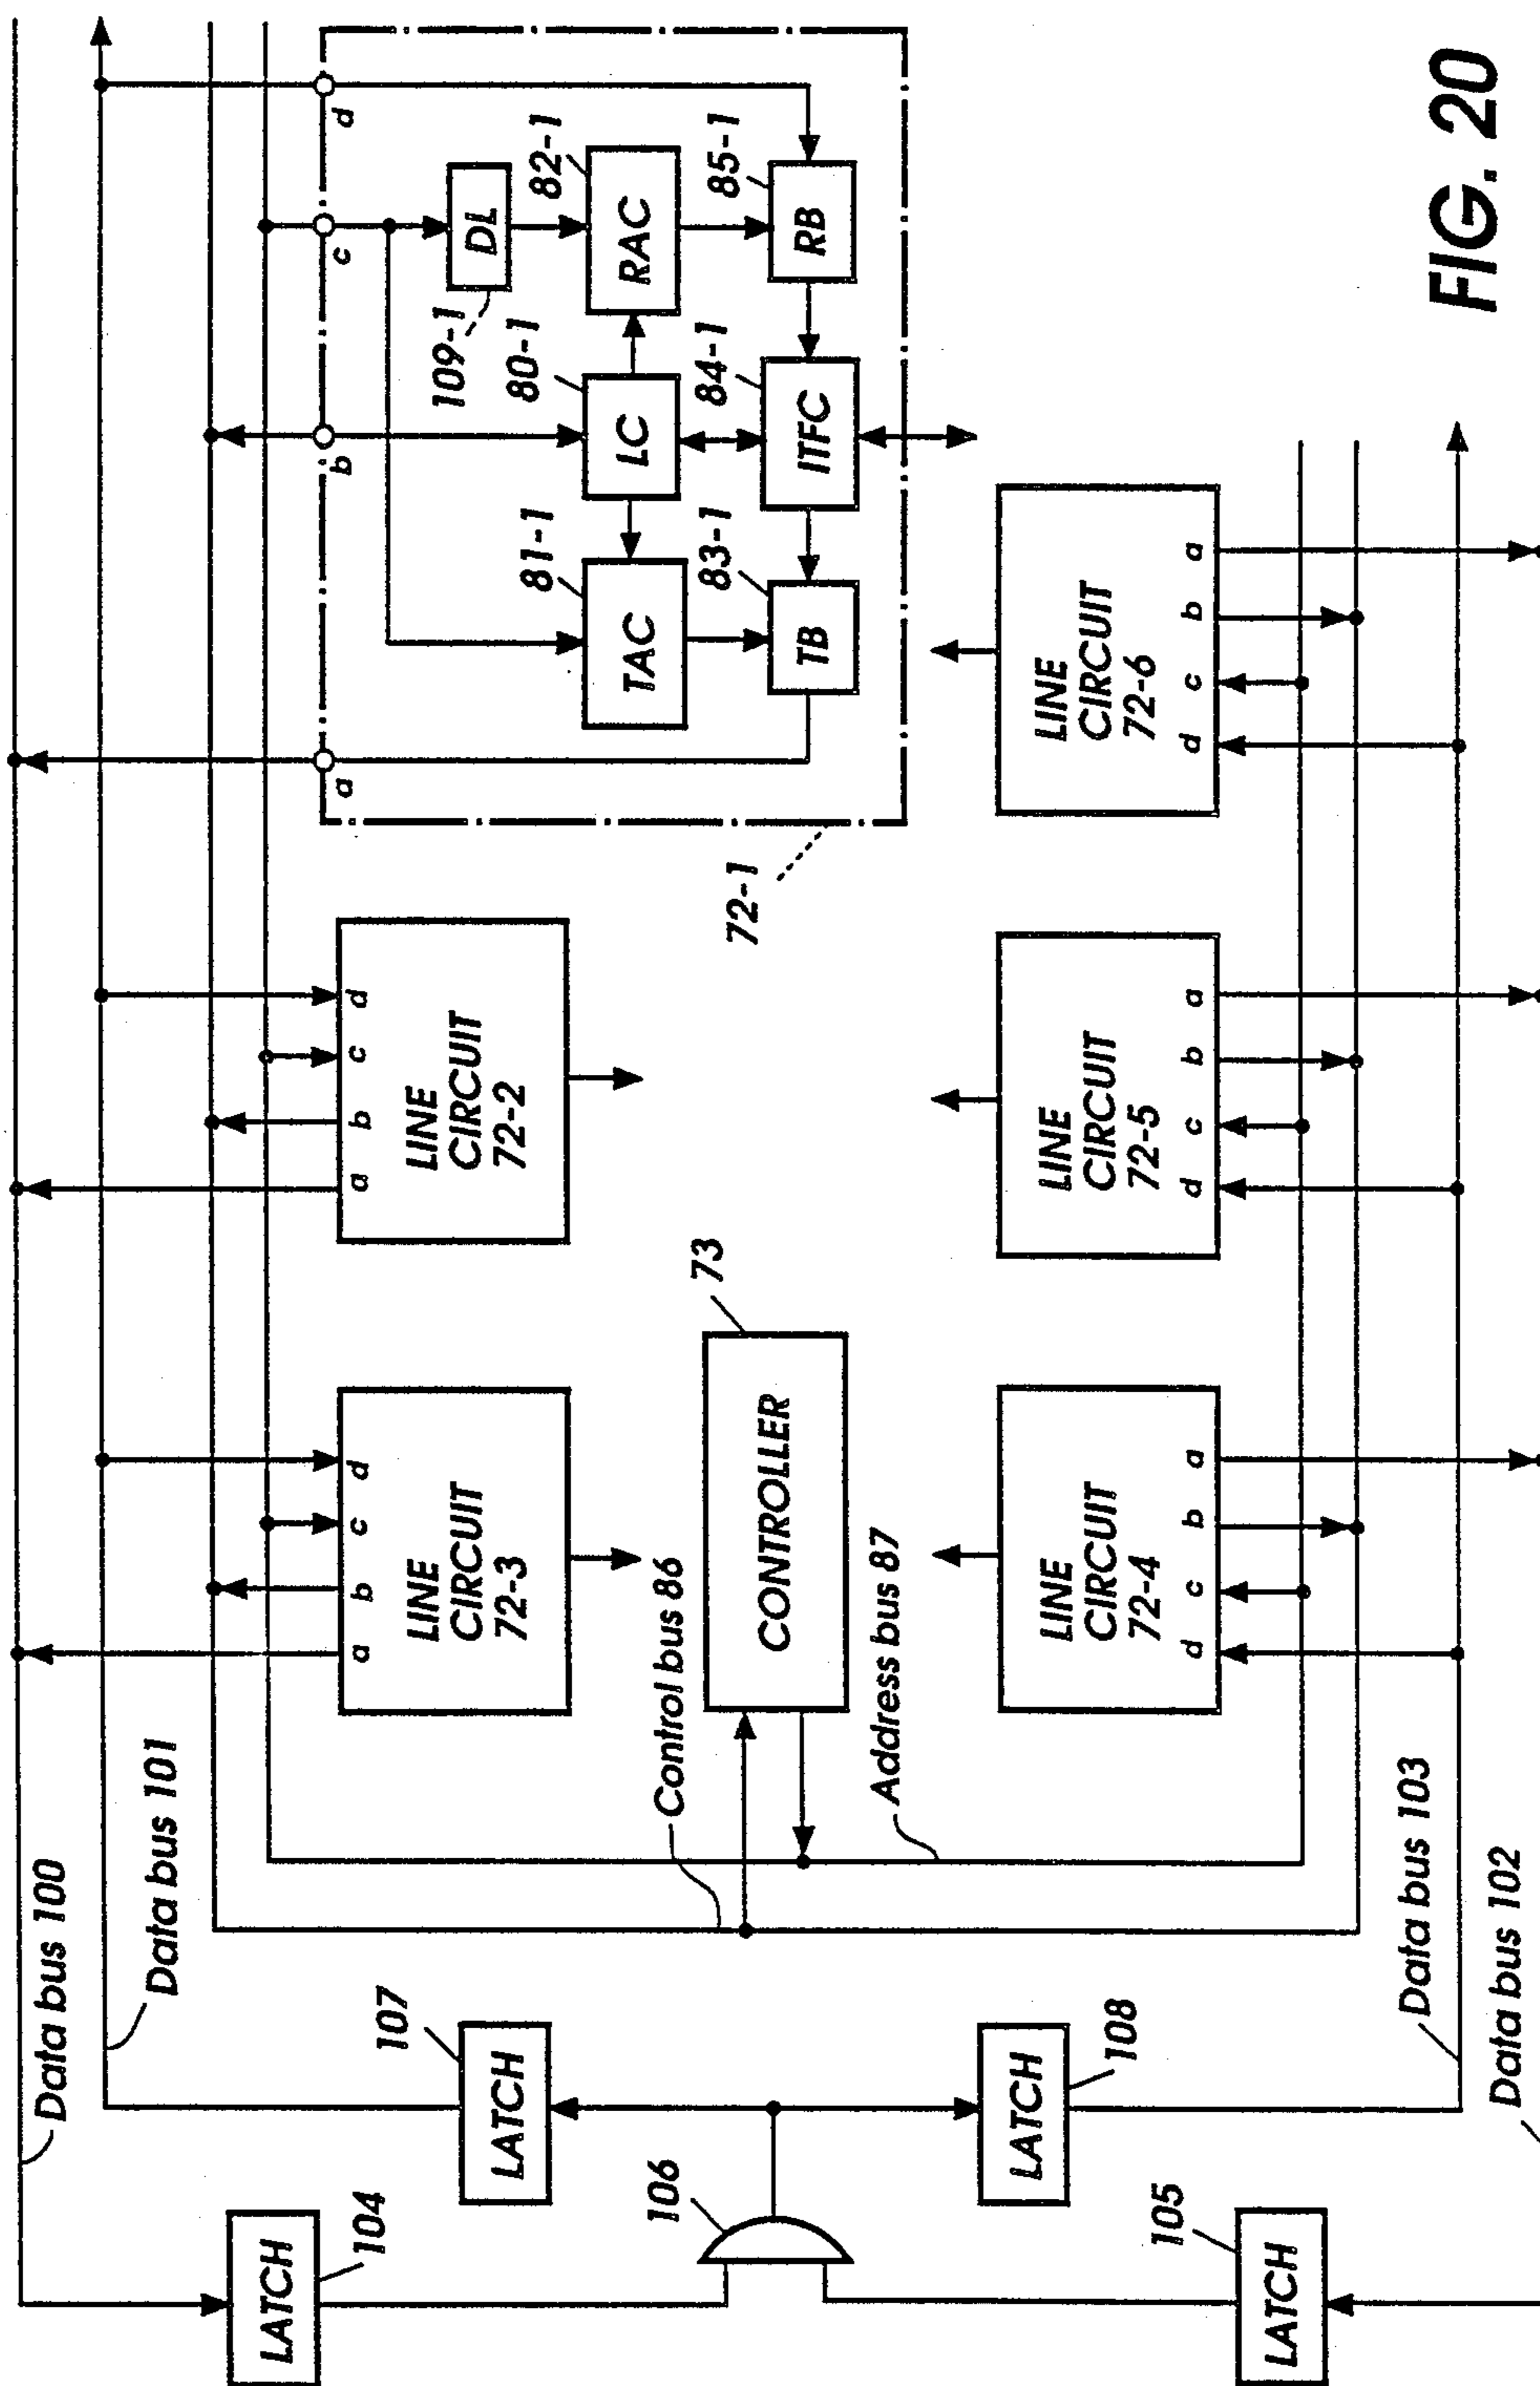 Data bus 100
Data bus 101
LATCH
104
LATCH
107
106
LATCH
108
LATCH
105
Data bus 103
Data bus 102
Control bus 86
Address bus 87
CONTROLLER
73
LINE
CIRCUIT
72-3
a
b
c
d
LINE
CIRCUIT
72-2
a
b
c
d
72-1
a
b
c
d
TAC
81-1
LC
80-1
DL
109-1
RAC
82-1
TB
83-1
ITFC
84-1
RB
85-1
LINE
CIRCUIT
72-4
d
c
b
a
LINE
CIRCUIT
72-5
d
c
b
a
LINE
CIRCUIT
72-6
d
c
b
a
FIG. 20